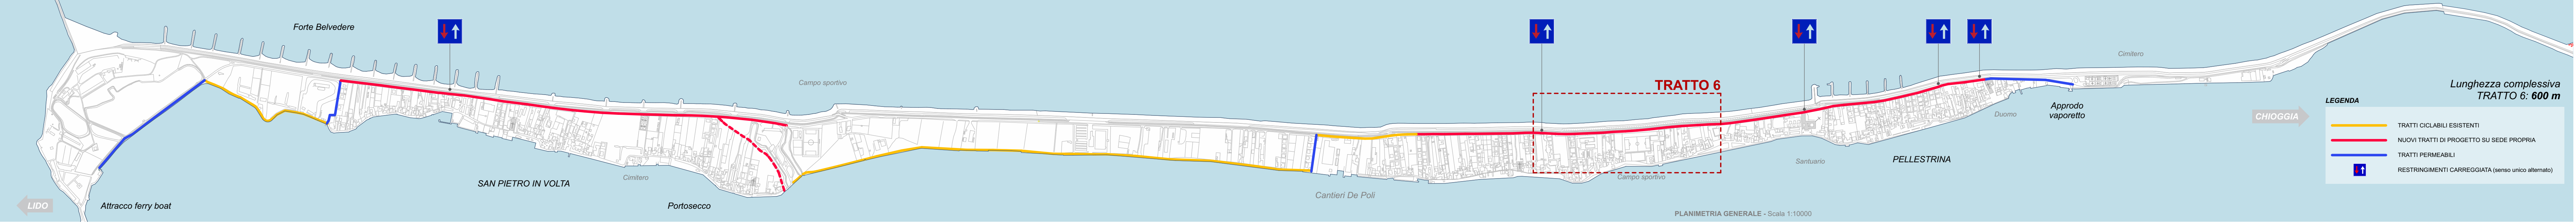 Forte Belvedere
Campo sportivo
TRATTO 6
Cimitero
Lunghezza complessiva
TRATTO 6: 600 m
Approdo
vaporetto
Duomo
CHIOGGIA
LEGENDA
TRATTI CICLABILI ESISTENTI
NUOVI TRATTI DI PROGETTO SU SEDE PROPRIA
TRATTI PERMEABILI
RESTRINGIMENTI CARREGGIATA (senso unico alternato)
SAN PIETRO IN VOLTA
Cimitero
Campo sportivo
Santuario
PELLESTRINA
LIDO
Attracco ferry boat
Portosecco
Cantieri De Poli
PLANIMETRIA GENERALE - Scala 1:10000